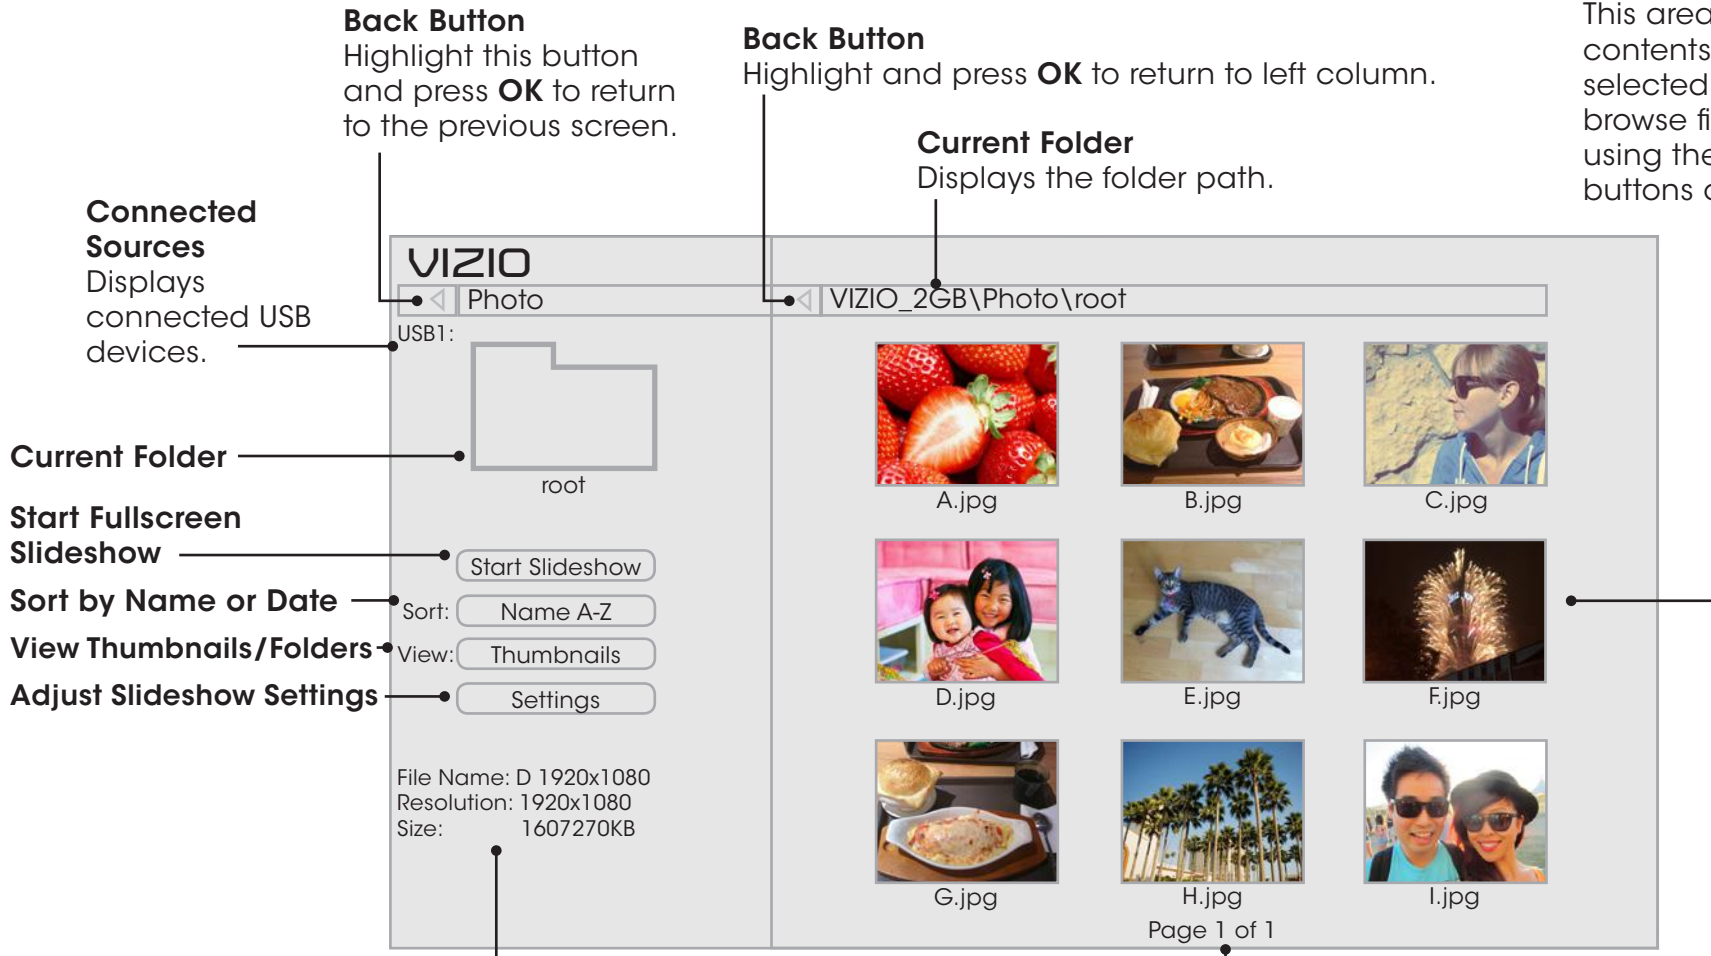 Back Button
Highlight this button
and press OK to return
to the previous screen.
Back Button
Highlight and press OK to return to left column.
Current Folder
Displays the folder path.
This area
contents
selected
browse
using the
buttons
Connected
Sources
Displays
connected USB
devices.
Current Folder
Start Fullscreen
Slideshow
Sort by Name or Date
View Thumbnails/Folders
Adjust Slideshow Settings
VIZIO
Photo
USB1:
root
Start Slideshow
Sort: Name A-Z
View: Thumbnails
Settings
File Name: D 1920x1080
Resolution: 1920x1080
Size: 1607270KB
VIZIO_2GB\Photo\root
A.jpg
B.jpg
C.jpg
D.jpg
E.jpg
F.jpg
G.jpg
H.jpg
I.jpg
Page 1 of 1